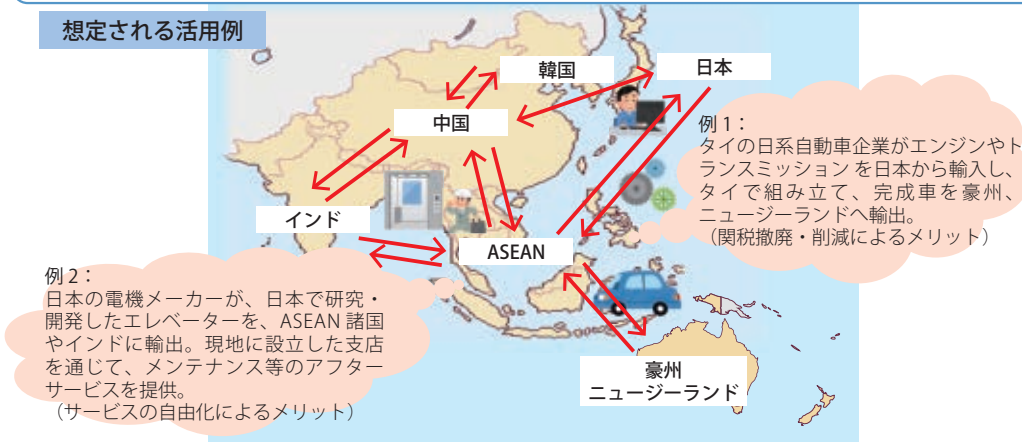 想定される活用例
韓国
日本
中国
インド
ASEAN
豪州
ニュージーランド
例1：
タイの日系自動車企業がエンジンやト
ランスミッションを日本から輸入し、
タイで組み立て、完成車を豪州、
ニュージーランドへ輸出。
（関税撤廃・削減によるメリット）
例2：
日本の電機メーカーが、日本で研究・
開発したエレベーターを、ASEAN 諸国
やインドに輸出。現地に設立した支店
を通じて、メンテナンス等のアフター
サービスを提供。
（サービスの自由化によるメリット）